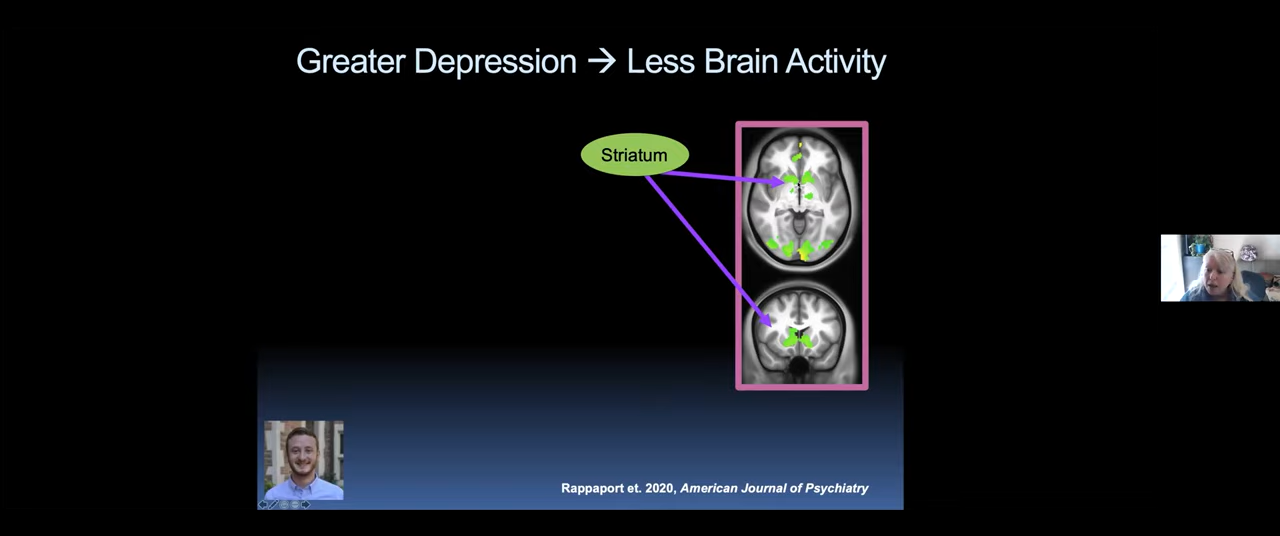 Greater Depression → Less Brain Activity
Striatum
Rappaport et. 2020, American Journal of Psychiatry